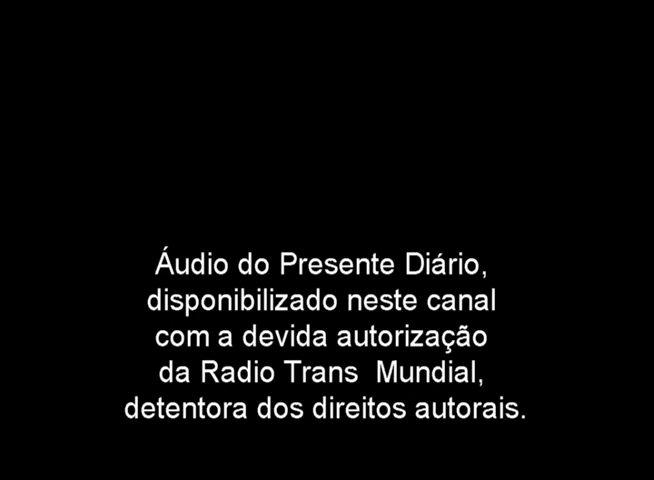 Áudio do Presente Diário,
disponibilizado neste canal
com a devida autorização
da Radio Trans  Mundial,
detentora dos direitos autorais.